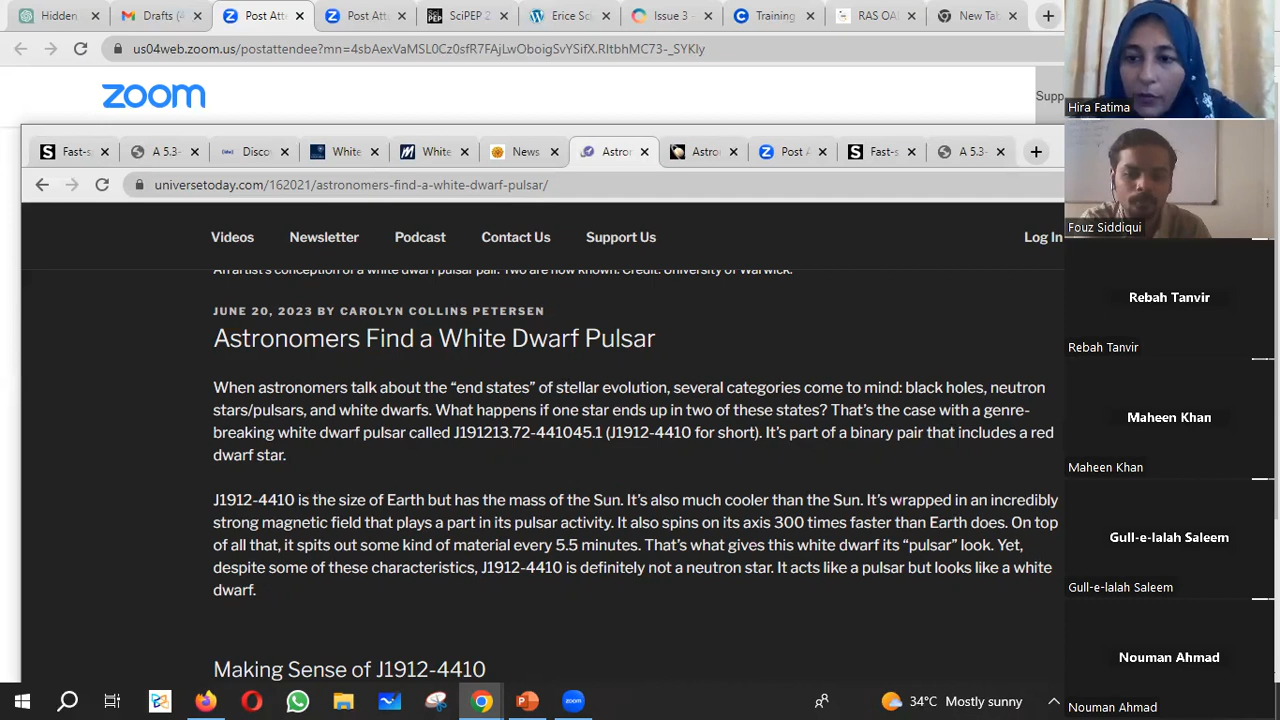 Hidden
Drafts (4
Post Atte
Post Att
SciPEP 2
Erice Sc
Issue 3 -
Training
RAS OA
New Tab
us04web.zoom.us/postattendee?mn=4sbAexVaMSL0Cz0sfR7FAjLwOboigSvYSifX.RltbhMC73-_SYKly
zoom
Supp
Fast-s
A 5.3-
Disco
White
White
News
Astro
Astro
Post A
Fast-s
A 5.3-
universetoday.com/162021/astronomers-find-a-white-dwarf-pulsar/
Videos Newsletter Podcast Contact Us Support Us Log In
An artist's conception of a white dwarf pulsar pair. Two are now known. Credit: University of Warwick.
JUNE 20, 2023 BY CAROLYN COLLINS PETERSEN
Astronomers Find a White Dwarf Pulsar
When astronomers talk about the “end states” of stellar evolution, several categories come to mind: black holes, neutron
stars/pulsars, and white dwarfs. What happens if one star ends up in two of these states? That’s the case with a genre-
breaking white dwarf pulsar called J191213.72-441045.1 (J1912-4410 for short). It’s part of a binary pair that includes a red
dwarf star.
J1912-4410 is the size of Earth but has the mass of the Sun. It’s also much cooler than the Sun. It’s wrapped in an incredibly
strong magnetic field that plays a part in its pulsar activity. It also spins on its axis 300 times faster than Earth does. On top
of all that, it spits out some kind of material every 5.5 minutes. That’s what gives this white dwarf its “pulsar” look. Yet,
despite some of these characteristics, J1912-4410 is definitely not a neutron star. It acts like a pulsar but looks like a white
dwarf.
Making Sense of J1912-4410
Hira Fatima
Fouz Siddiqui
Rebah Tanvir
Rebah Tanvir
Maheen Khan
Maheen Khan
Gull-e-lalah Saleem
Gull-e-lalah Saleem
Nouman Ahmad
Nouman Ahmad
34°C Mostly sunny